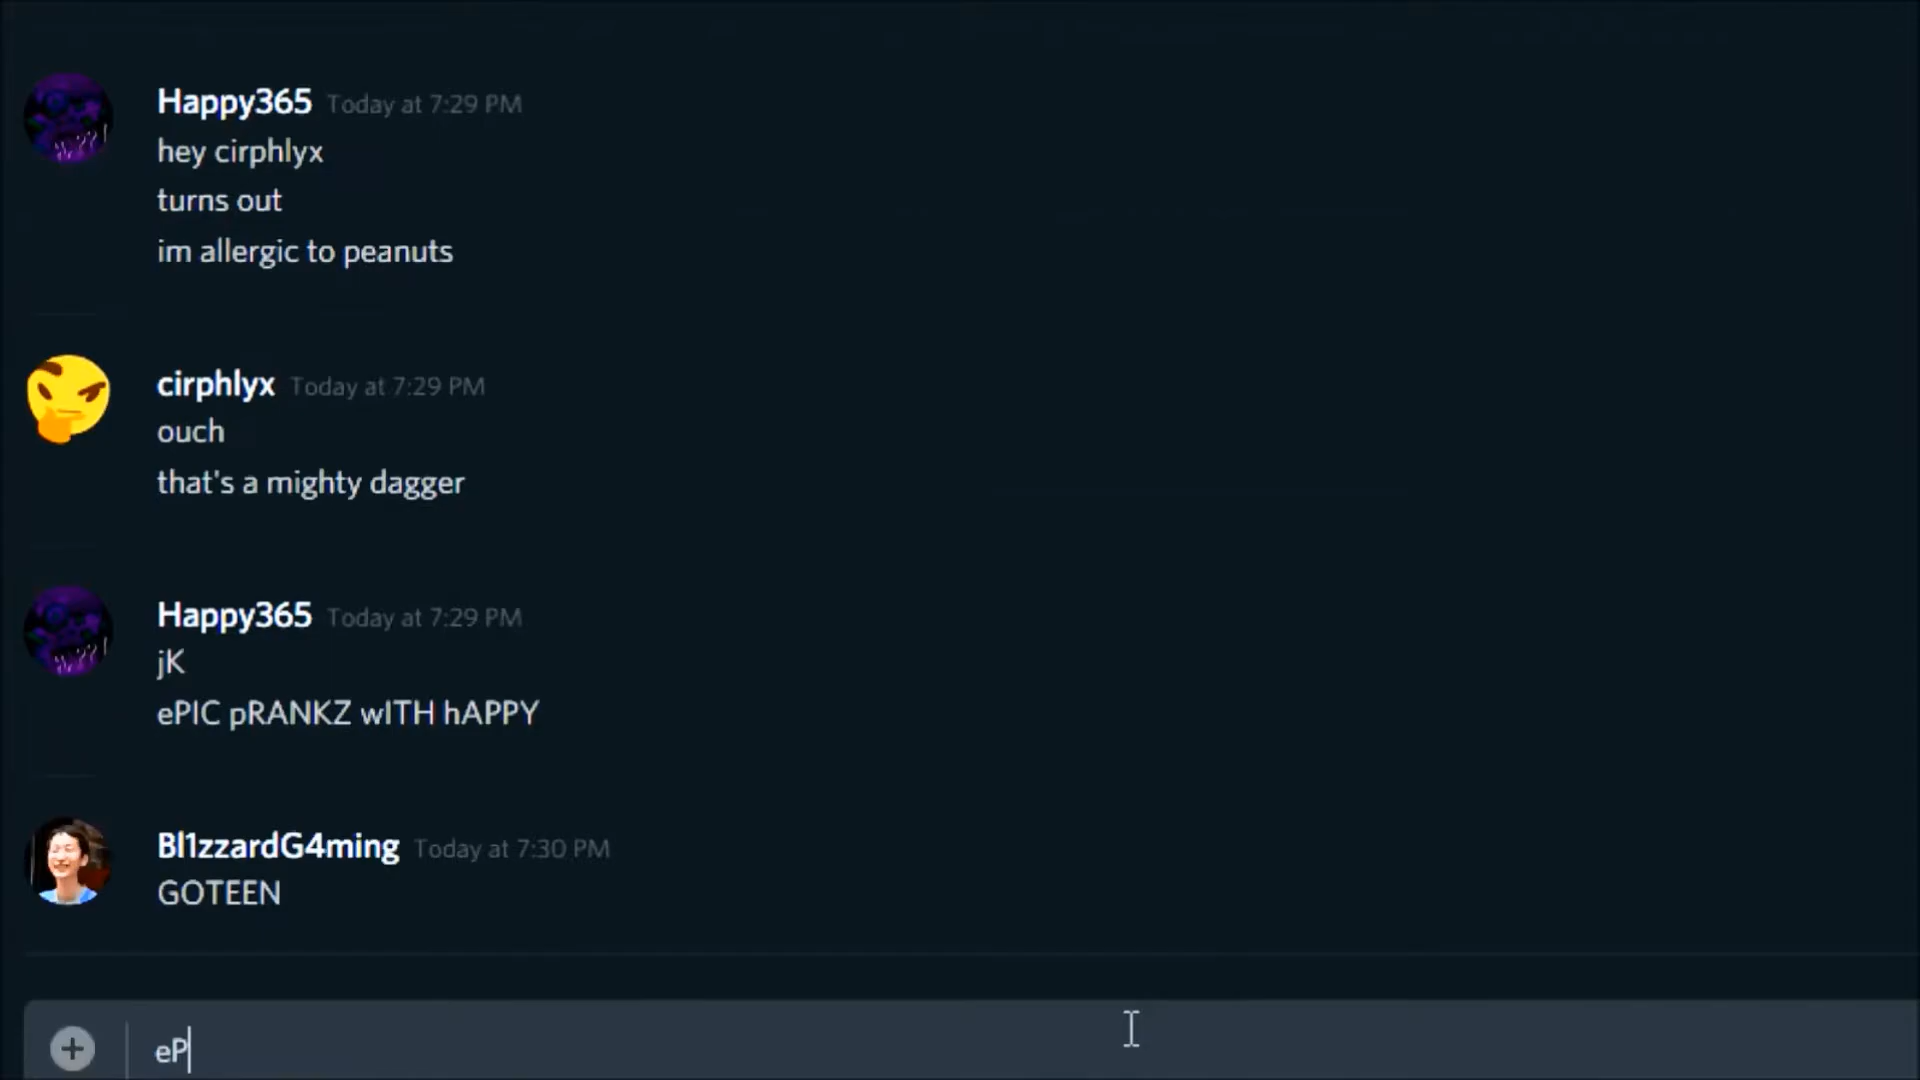 Happy365 Today at 7:29 PM
hey cirphlyx
turns out
im allergic to peanuts
cirphlyx Today at 7:29 PM
ouch
that's a mighty dagger
Happy365 Today at 7:29 PM
jK
ePIC pRANKZ wITH hAPPY
Bl1zzardG4ming Today at 7:30 PM
GOTEEN
eP